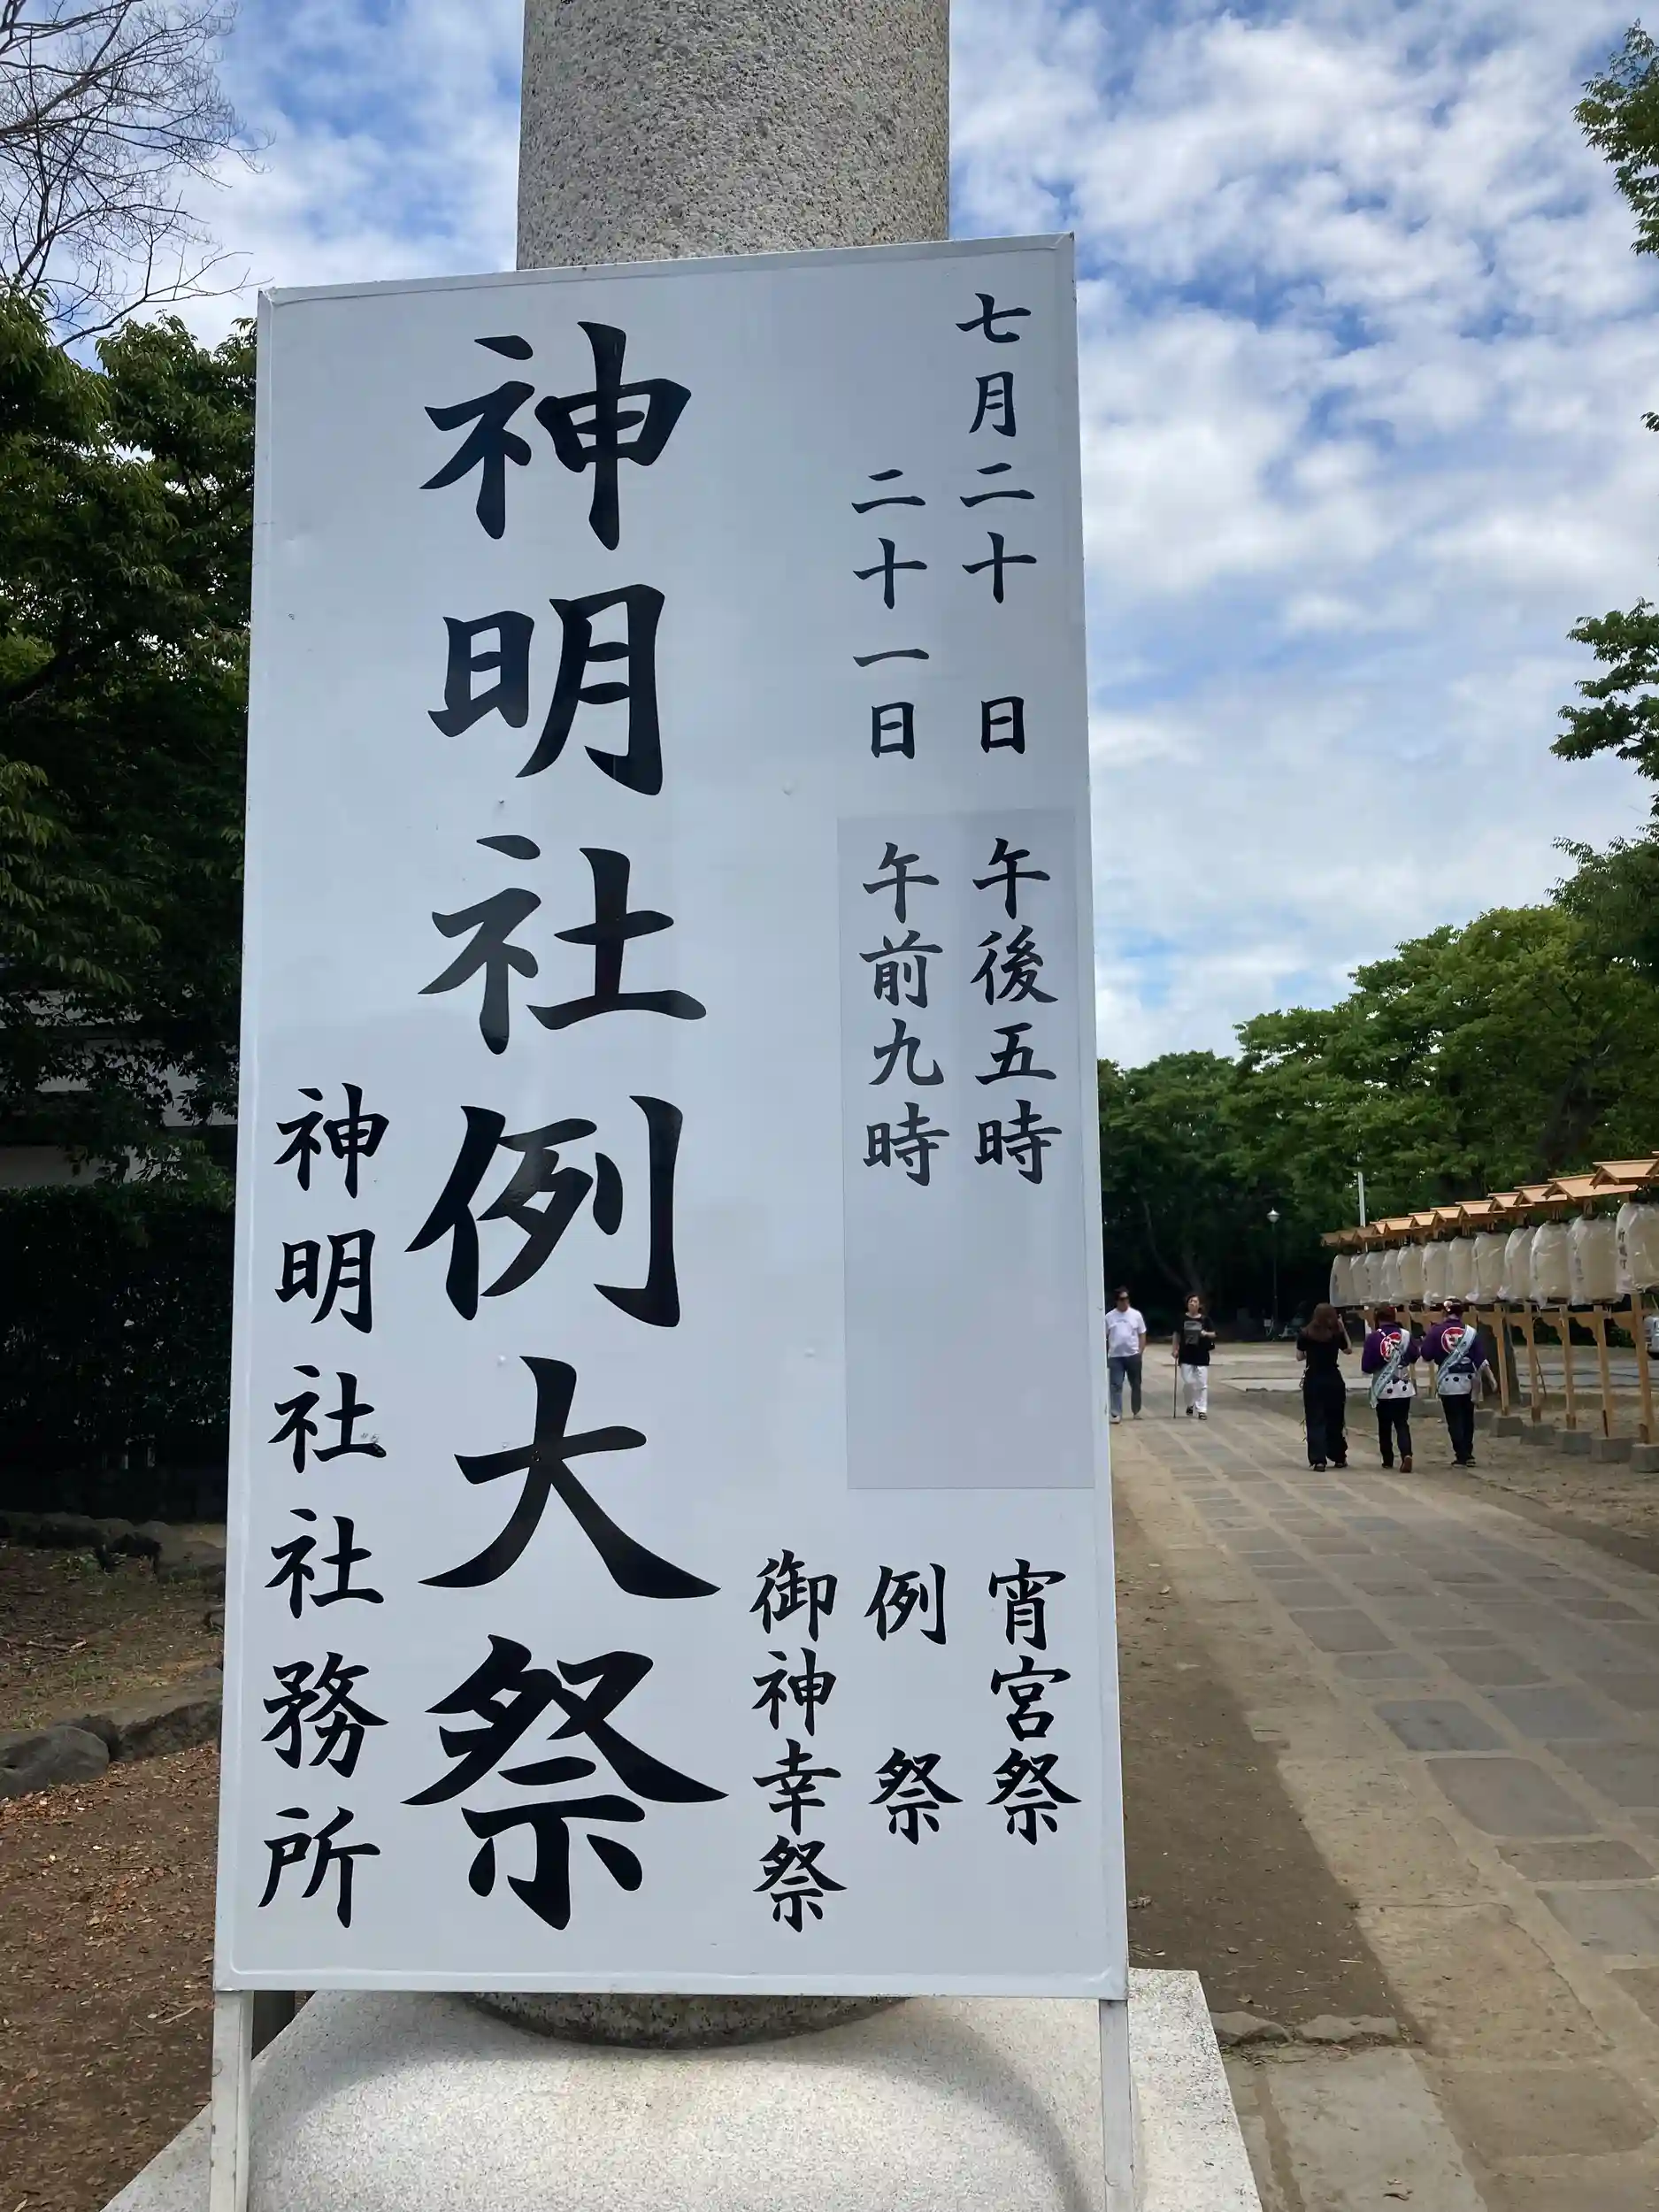 七月二十日 午後五時 宵宮祭
二十一日 午前九時 例祭
御神幸祭
神明社例大祭
神明社社務所